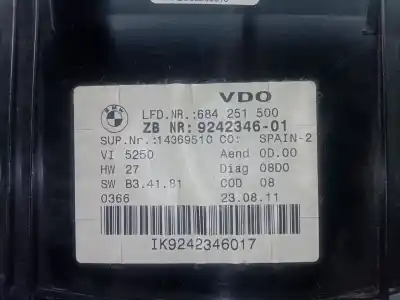 VDO
BMW
LFD.NR.:684 251 500
ZB NR: 9242346-01
SUP.Nr.:14369510 CO: SPAIN-2
VI 5250 Aend 0D.00
HW 27 Diag 08D0
SW B3.41.81 COD 08
0366 23.08.11
IK9242346017